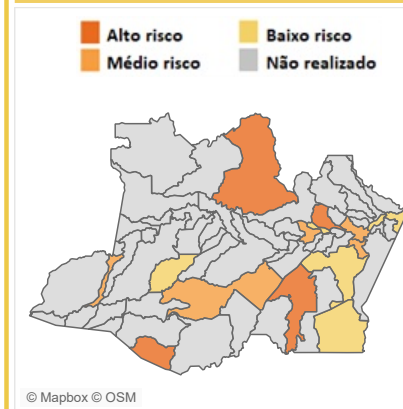 Alto risco
Baixo risco
Médio risco
Não realizado
© Mapbox © OSM